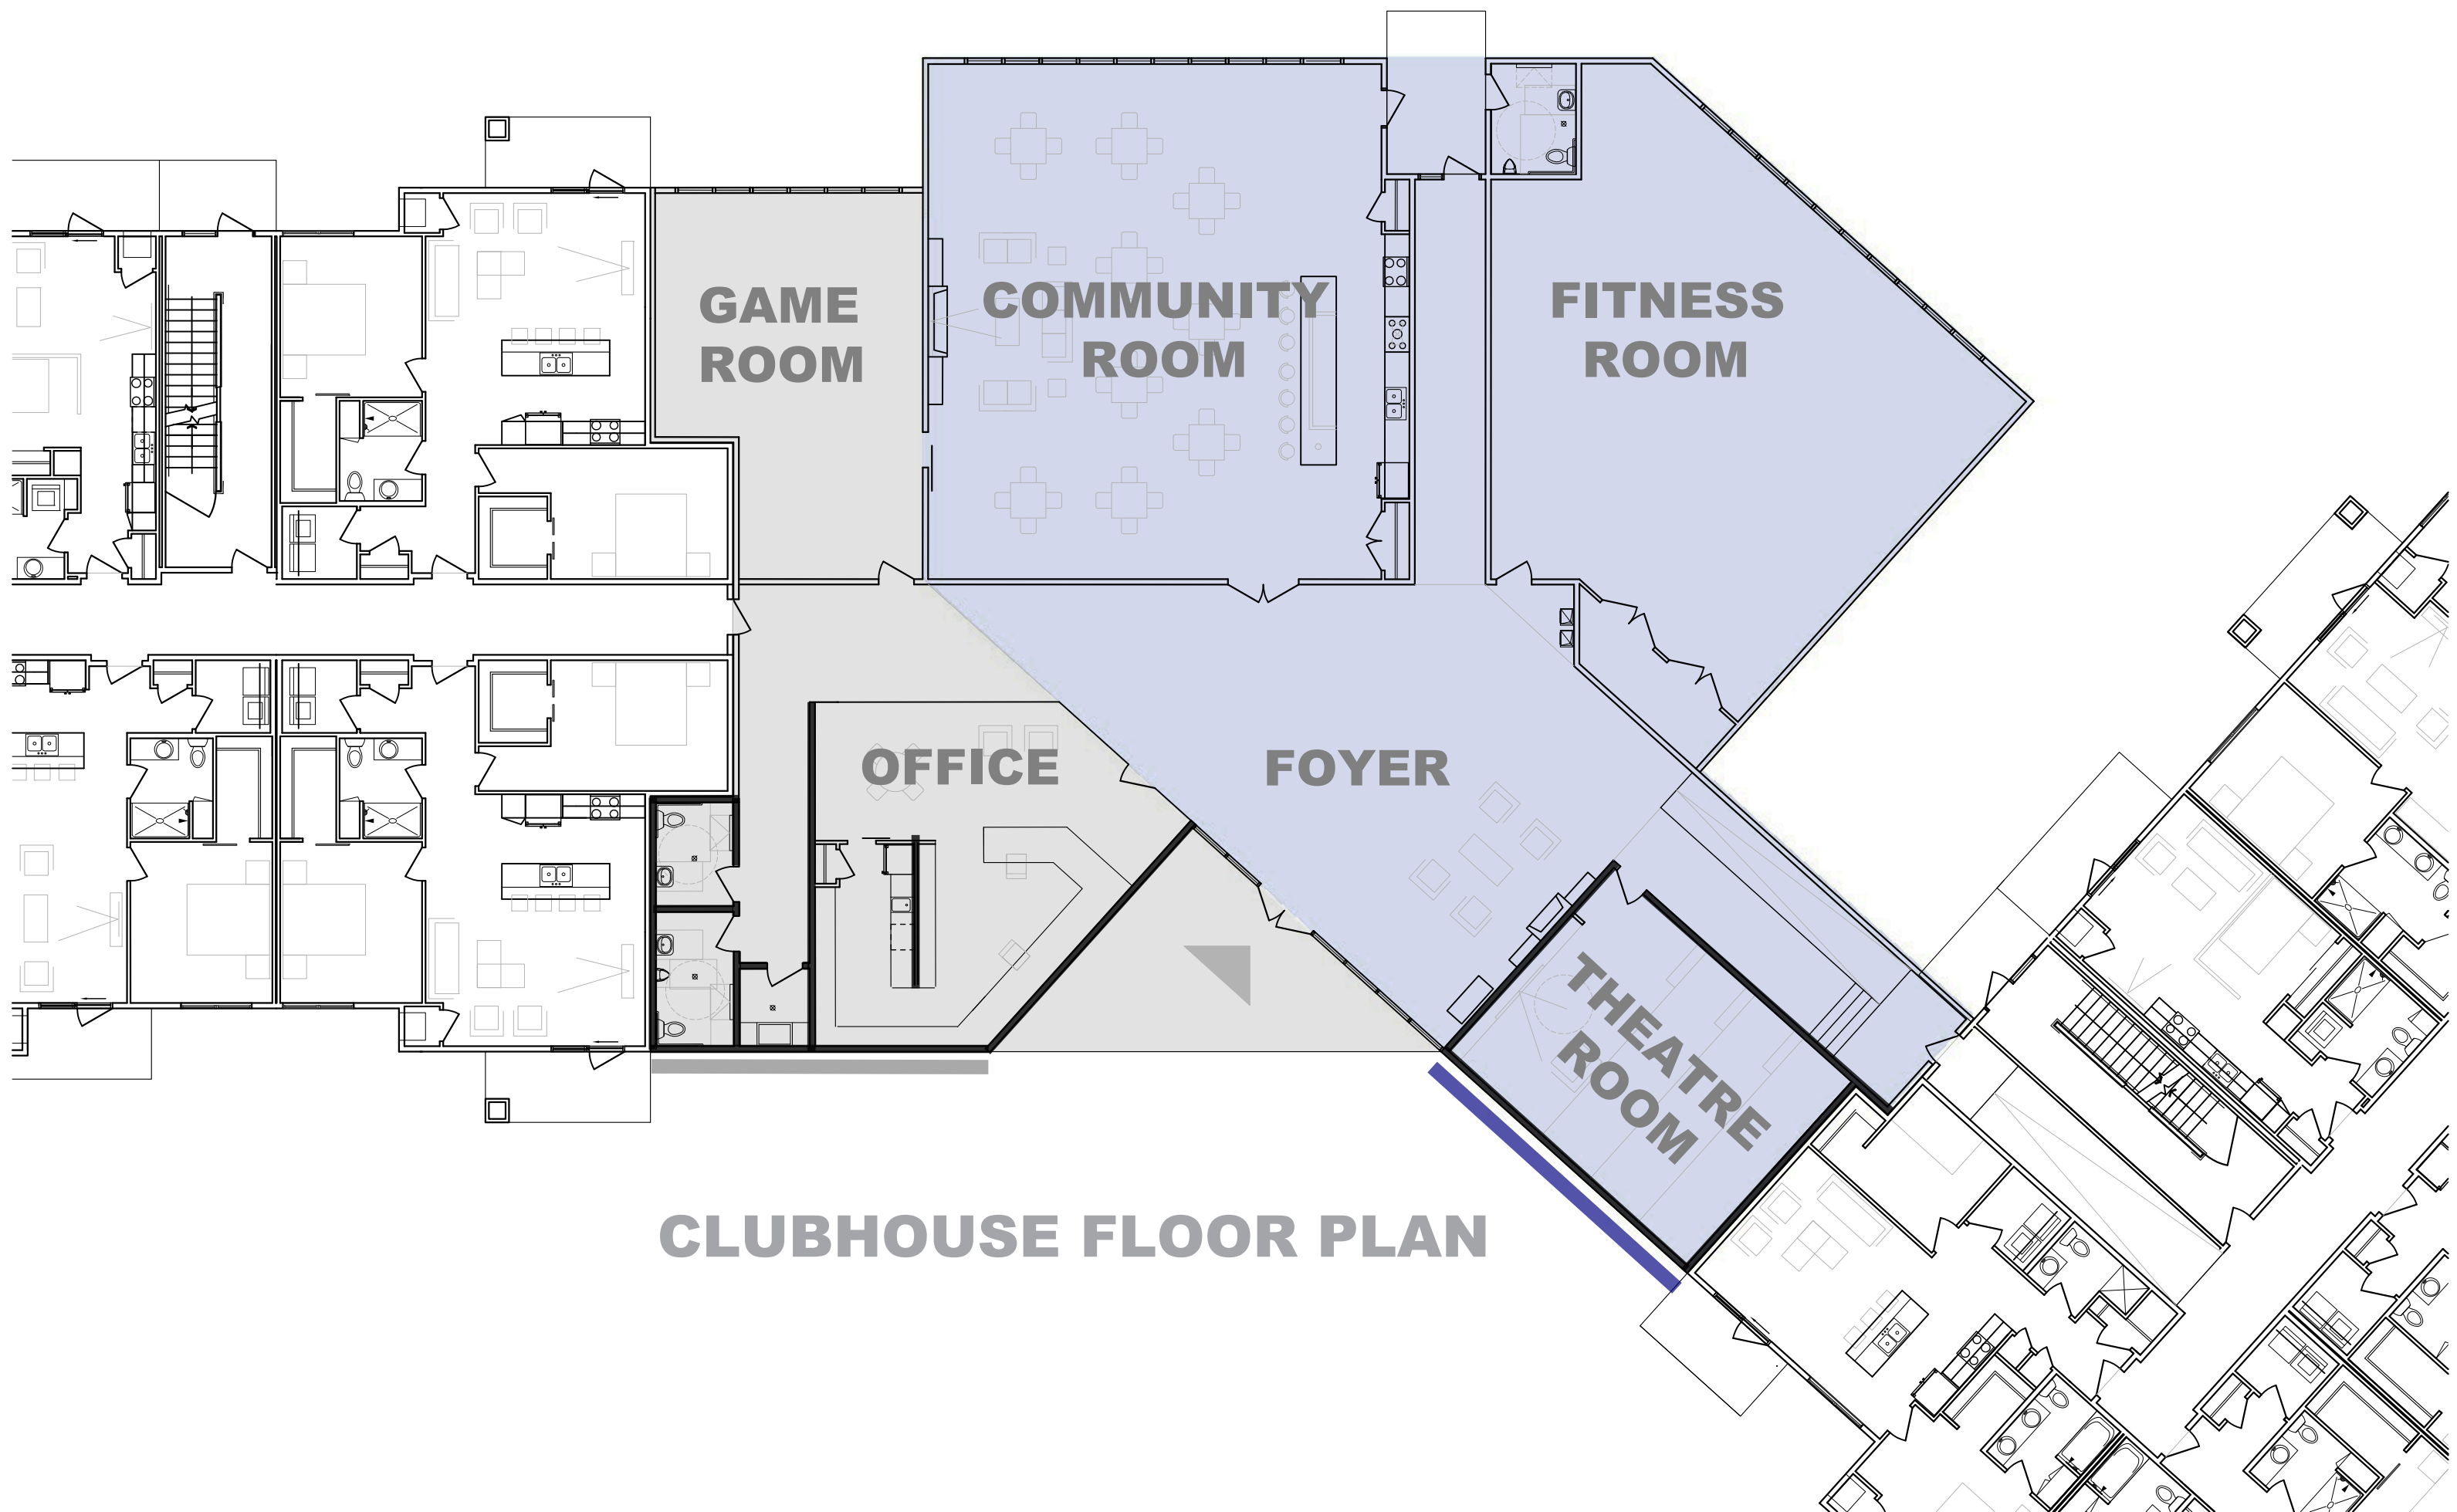 GAME
ROOM
COMMUNITY
ROOM
FITNESS
ROOM
OFFICE
FOYER
THEATRE
ROOM
CLUBHOUSE FLOOR PLAN